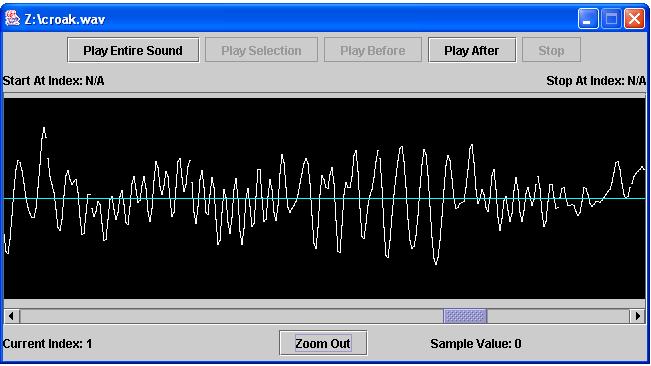 Z:\croak.wav
Play Entire Sound Play Selection Play Before Play After Stop
Start At Index: N/A Stop At Index: N/A
Current Index: 1 Zoom Out Sample Value: 0